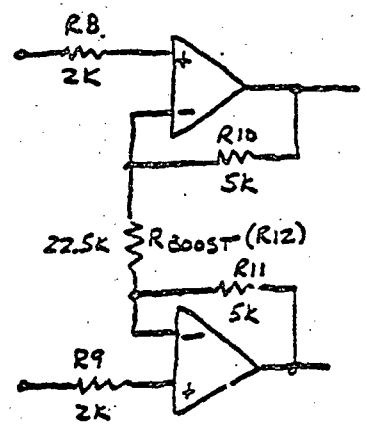 R8
2K
+
-
R10
5K
22.5K RBOOST (R12)
R11
5K
-
R9
2K
+